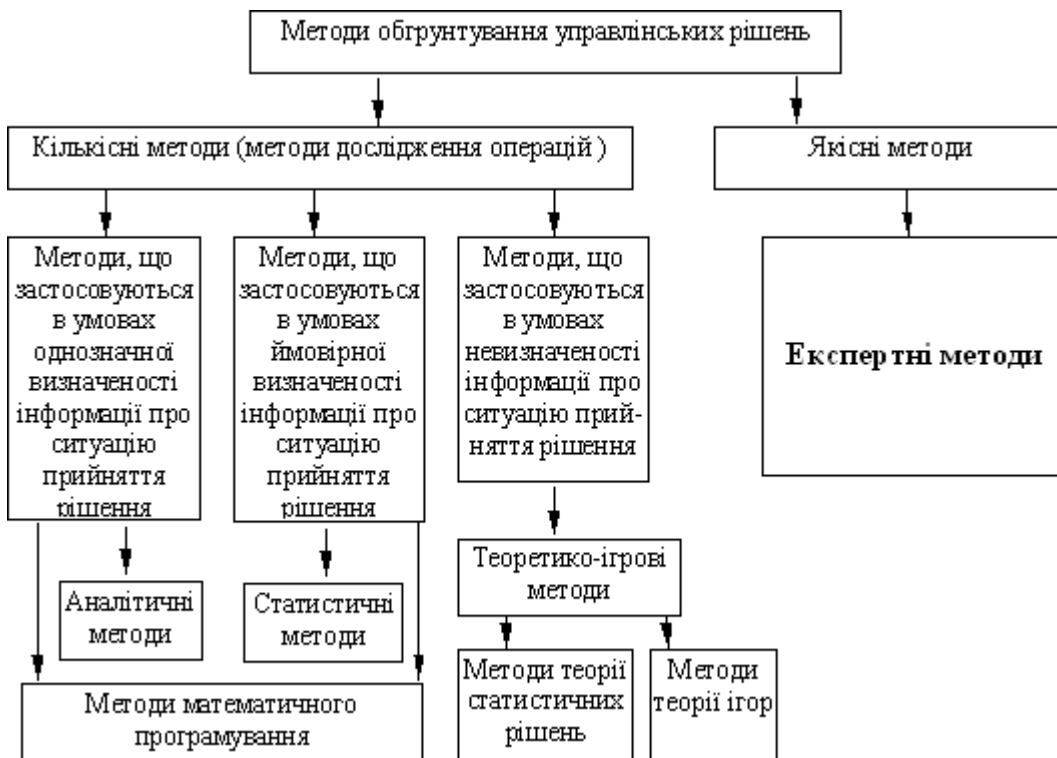 Методи обгрунтування управлінських рішень
Кількісні методи (методи дослідження операцій )
Якісні методи
Методи, що
застосовуються
в умовах
однозначної
визначеності
інформації про
ситуацію
прийняття
рішення
Методи, що
застосовуються
в умовах
ймовірної
визначеності
інформації про
ситуацію
прийняття
рішення
Методи, що
застосовуються
в умовах
невизначеності
інформації про
ситуацію прий-
няття рішення
Експертні методи
Аналітичні
методи
Статистичні
методи
Теоретико-ігрові
методи
Методи математичного
програмування
Методи теорії
статистичних
рішень
Методи
теорії ігор